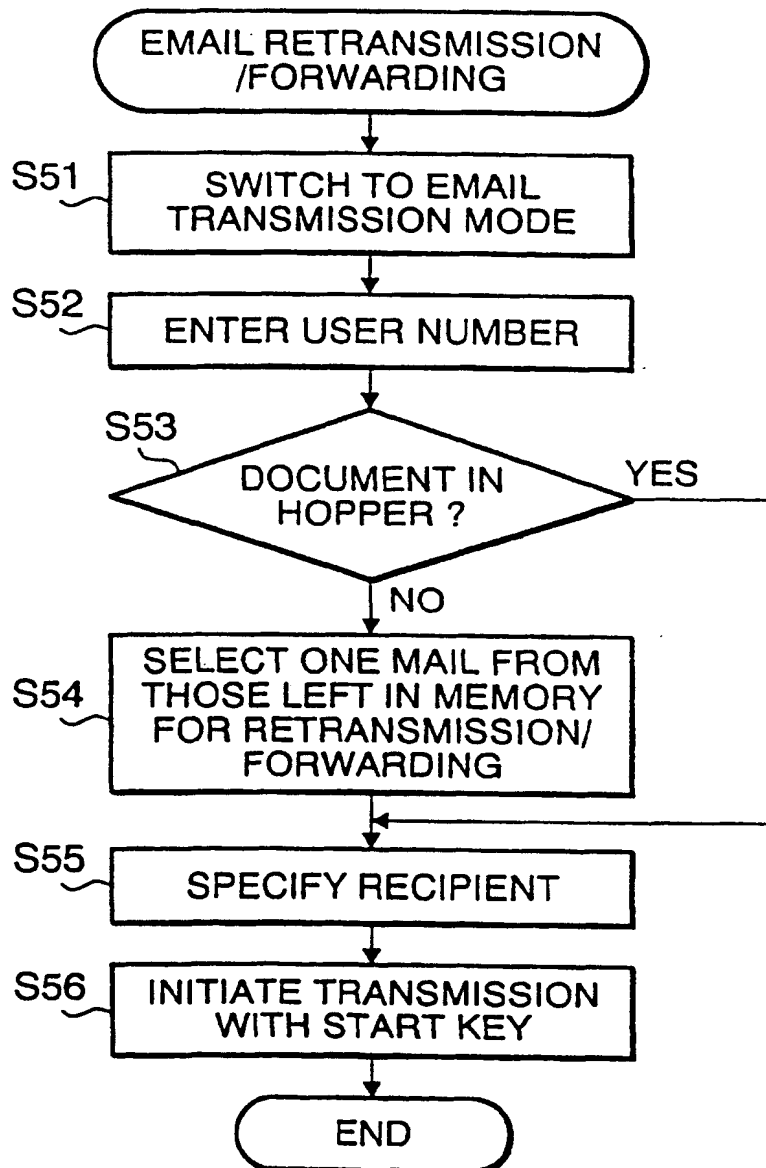 EMAIL RETRANSMISSION
/FORWARDING
S51
SWITCH TO EMAIL
TRANSMISSION MODE
S52
ENTER USER NUMBER
S53
DOCUMENT IN
HOPPER ?
YES
NO
S54
SELECT ONE MAIL FROM
THOSE LEFT IN MEMORY
FOR RETRANSMISSION/
FORWARDING
S55
SPECIFY RECIPIENT
S56
INITIATE TRANSMISSION
WITH START KEY
END